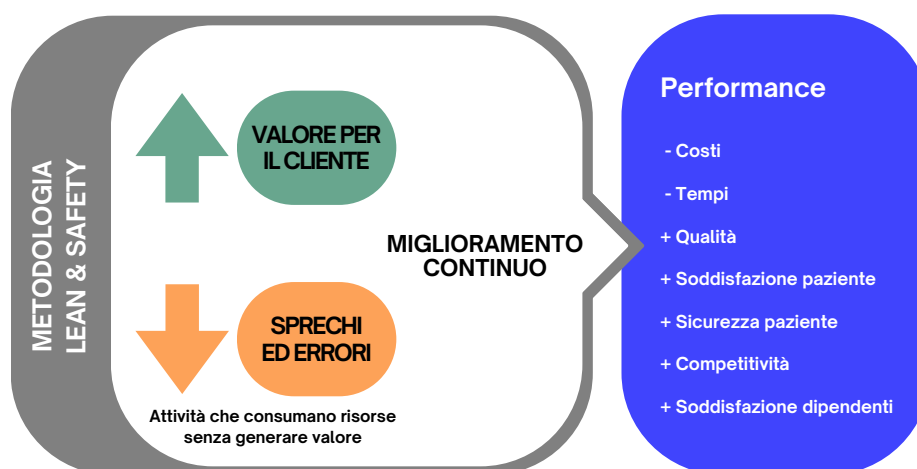 METODOLOGIA
LEAN & SAFETY
VALORE PER
IL CLIENTE
SPRECHI
ED ERRORI
Attività che consumano risorse
senza generare valore
MIGLIORAMENTO
CONTINUO
Performance
- Costi
- Tempi
+ Qualità
+ Soddisfazione paziente
+ Sicurezza paziente
+ Competitività
+ Soddisfazione dipendenti